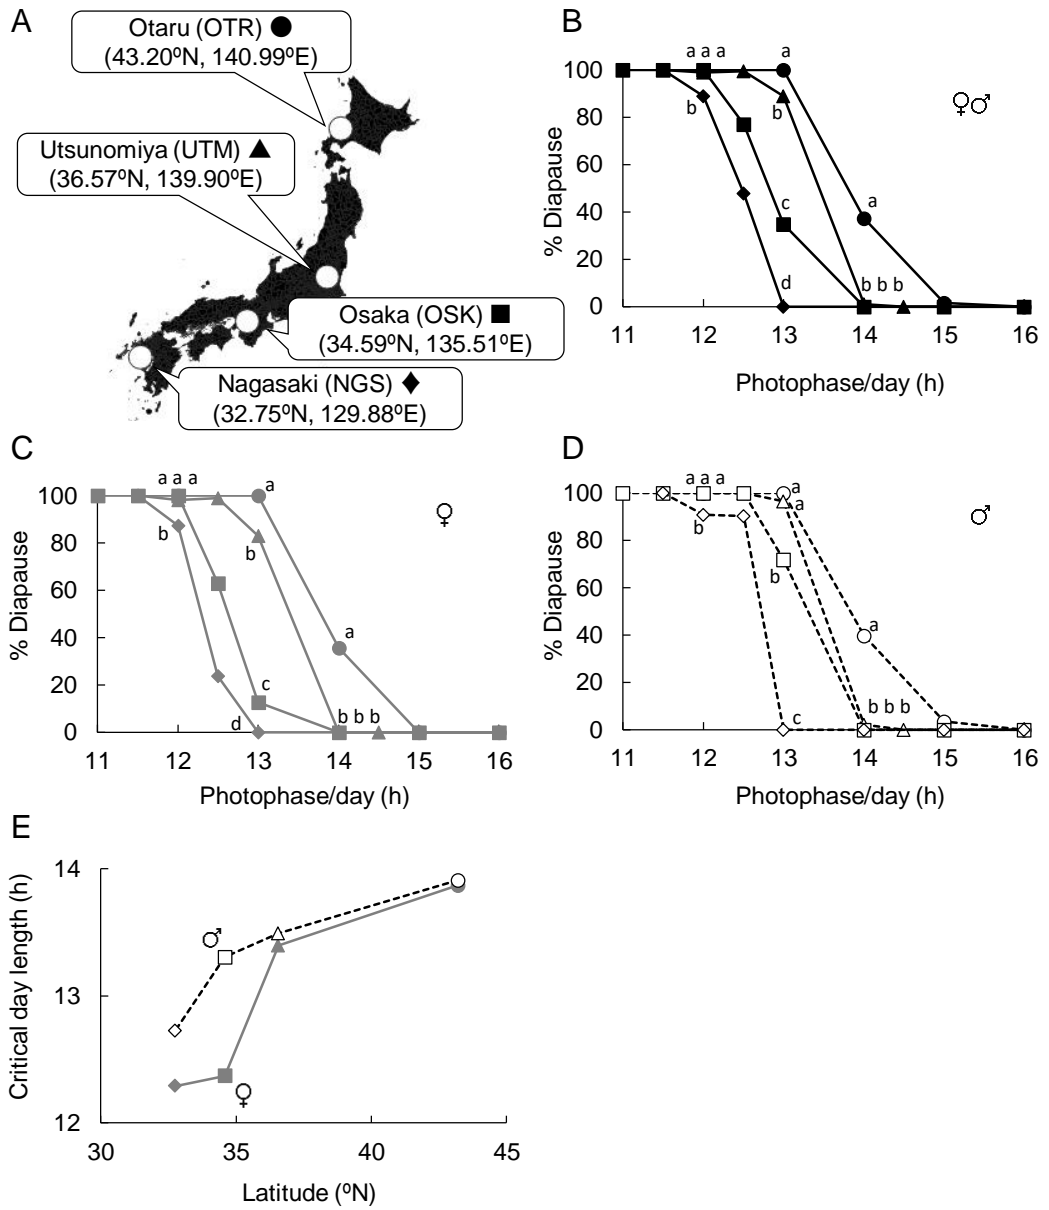 A
Otaru (OTR) ●
(43.20ºN, 140.99ºE)
Utsunomiya (UTM) ▲
(36.57ºN, 139.90ºE)
Osaka (OSK) ■
(34.59ºN, 135.51ºE)
Nagasaki (NGS) ◆
(32.75ºN, 129.88ºE)
B
% Diapause
100
80
60
40
20
0
a a a
a
b
b
a
c
d
b b b
♀♂
11 12 13 14 15 16
Photophase/day (h)
C
% Diapause
100
80
60
40
20
0
a a a
a
b
b
a
c
d
b b b
♀
11 12 13 14 15 16
Photophase/day (h)
D
% Diapause
100
80
60
40
20
0
a a a
a
a
b
b
a
c
b b b
♂
11 12 13 14 15 16
Photophase/day (h)
E
Critical day length (h)
14
13
12
♂
♀
30 35 40 45
Latitude (ºN)